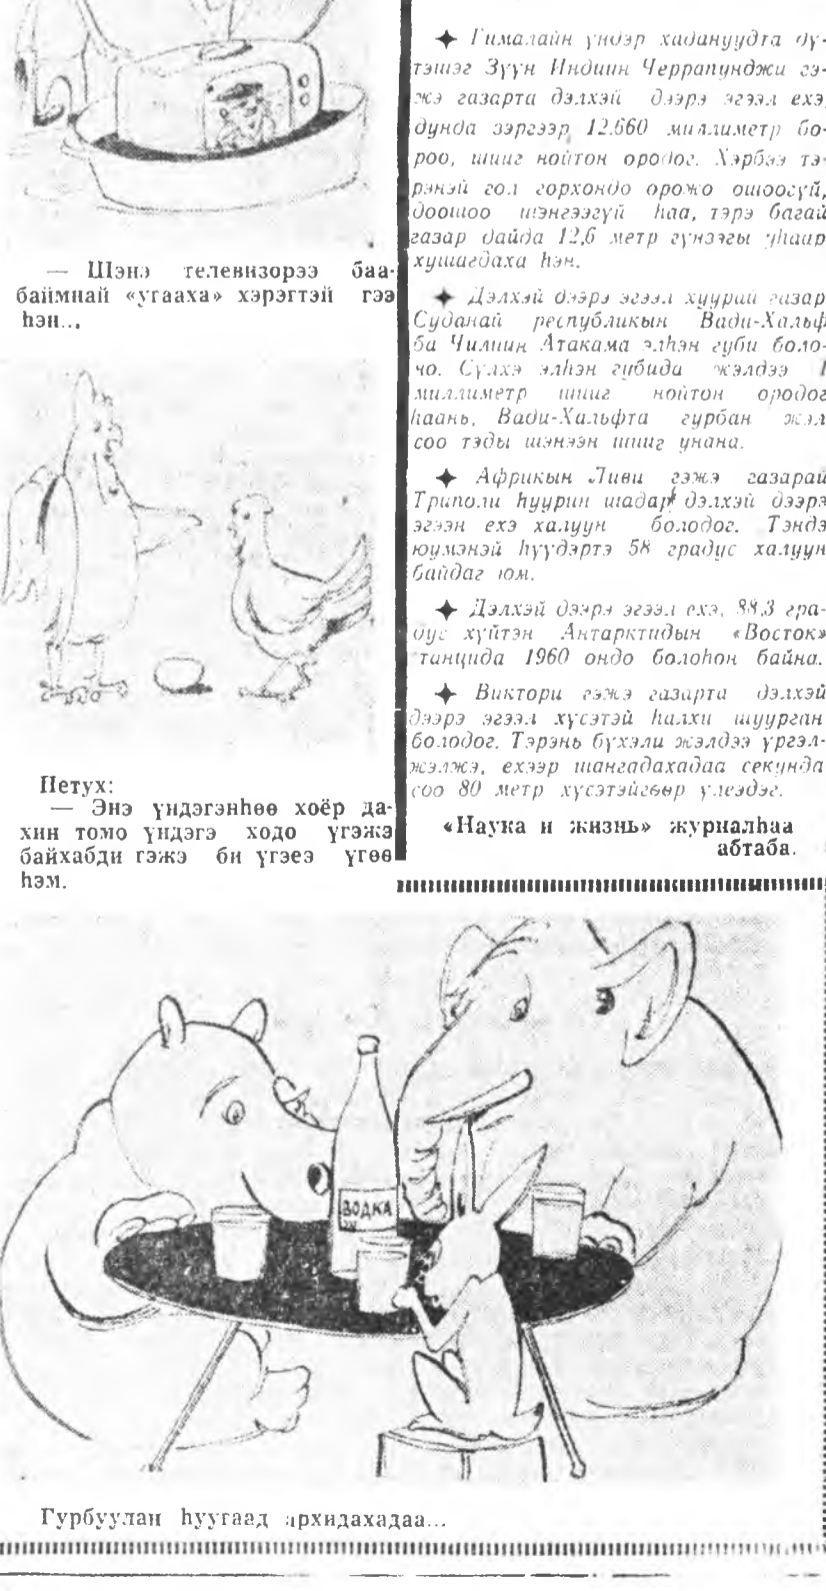 — Шэнэ телевизорээ баа-
баймнай «угааха» хэрэгтэй гээ
һэн...
Петух:
— Энэ үндэгэнһөө хоёр да-
хин томо үндэгэ ходо үгэжэ
байхабди гэжэ би үгэеэ үгөө
һэм.
✦ Гималайн үндэр хадануудта дү-
тэшэг Зүүн Индиин Черрапунджи гэ-
жэ газарта дэлхэй дээрэ эгээл ехэ,
дунда зэргээр, 12.660 миллиметр бо-
роо, шииг нойтон ородог. Хэрбээ тэ-
рэнэй гол горхондо орожо ошоогүй,
доошоо шэнгээгүй һаа, тэрэ багай
газар дайда 12,6 метр гүнзэгы уһаар
хушагдаха һэн.
✦ Дэлхэй дээрэ эгээл хуурай газар
Суданай республикын Вади-Хальф
ба Чилиин Атакама элһэн губи боло-
но. Сүлхэ элһэн губида жэлдээ 1
миллиметр шииг нойтон ородог
һаань, Вади-Хальфта гурбан жэл
соо тэды шэнээн шииг унана.
✦ Африкын Ливи гэжэ газарай
Триполи һуурин шадар дэлхэй дээрэ
эгээн ехэ халуун болодог. Тэндэ
юумэнэй һүүдэртэ 58 градус халуун
байдаг юм.
✦ Дэлхэй дээрэ эгээл ехэ, 88,3 гра-
дус хүйтэн Антарктидын «Восток»
танцида 1960 ондо болоһон байна.
✦ Виктори гэжэ газарта дэлхэй
дээрэ эгээл хүсэтэй һалхи шуурган
болодог. Тэрэнь бүхэли жэлдээ үргэл-
жэлжэ, ехээр шангадахадаа секунда
соо 80 метр хүсэтэйгөөр үлеэдэг.
«Наука и жизнь» журналһаа
абтаба.
ВОДКА
Гурбуулан һуугаад архидахадаа...